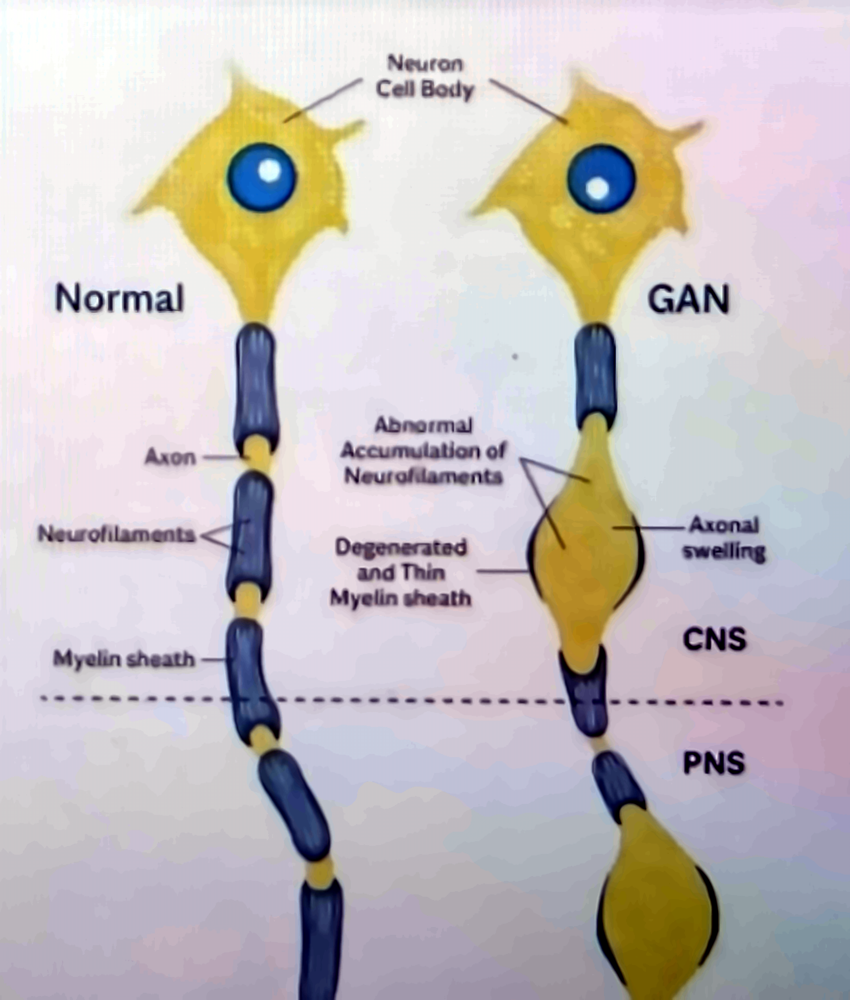 Neuron
Cell Body
Normal
GAN
Axon
Abnormal
Accumulation of
Neurofilaments
Neurofilaments
Axonal
swelling
Degenerated
and Thin
Myelin sheath
CNS
Myelin sheath
PNS